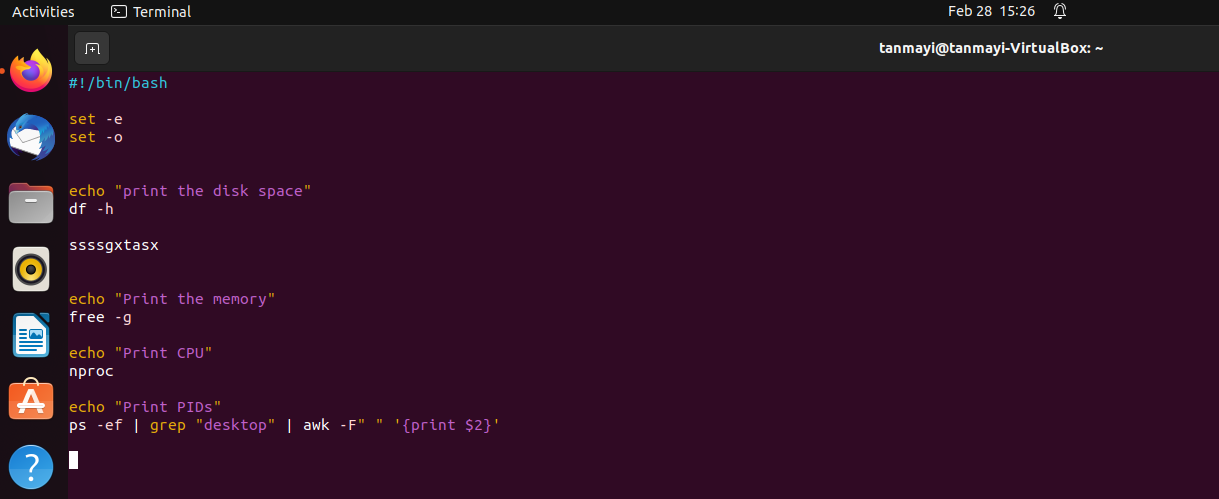 Activities Terminal Feb 28 15:26
tanmayi@tanmayi-VirtualBox: ~
#!/bin/bash
set -e
set -o
echo "print the disk space"
df -h
ssssgxtasx
echo "Print the memory"
free -g
echo "Print CPU"
nproc
echo "Print PIDs"
ps -ef | grep "desktop" | awk -F" " '{print $2}'